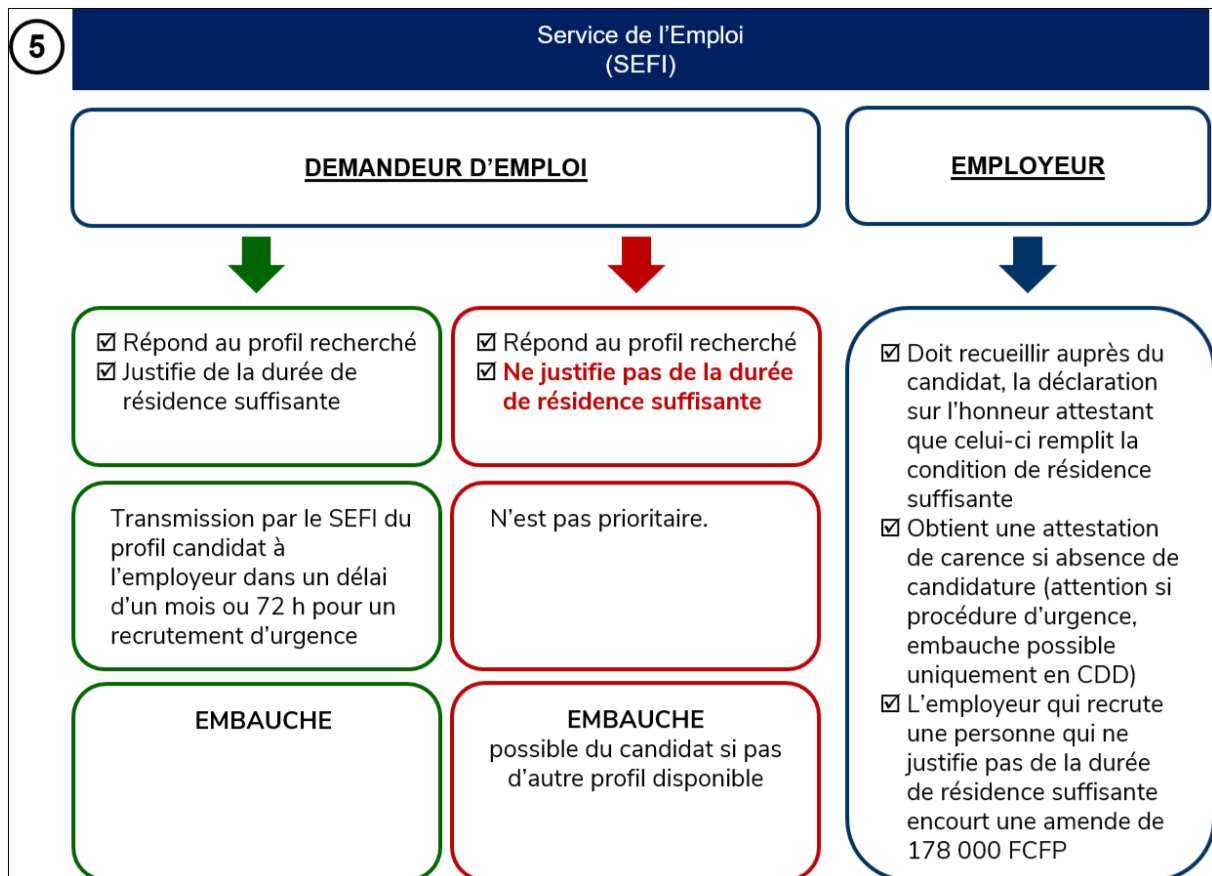 5
Service de l’Emploi
(SEFI)
DEMANDEUR D’EMPLOI
EMPLOYEUR
☑ Répond au profil recherché
☑ Justifie de la durée de
résidence suffisante
☑ Répond au profil recherché
☑ Ne justifie pas de la durée
de résidence suffisante
☑ Doit recueillir auprès du
candidat, la déclaration
sur l’honneur attestant
que celui-ci remplit la
condition de résidence
suffisante
☑ Obtient une attestation
de carence si absence de
candidature (attention si
procédure d’urgence,
embauche possible
uniquement en CDD)
☑ L’employeur qui recrute
une personne qui ne
justifie pas de la durée
de résidence suffisante
encourt une amende de
178 000 FCFP
Transmission par le SEFI du
profil candidat à
l’employeur dans un délai
d’un mois ou 72 h pour un
recrutement d’urgence
N’est pas prioritaire.
EMBAUCHE
EMBAUCHE
possible du candidat si pas
d’autre profil disponible